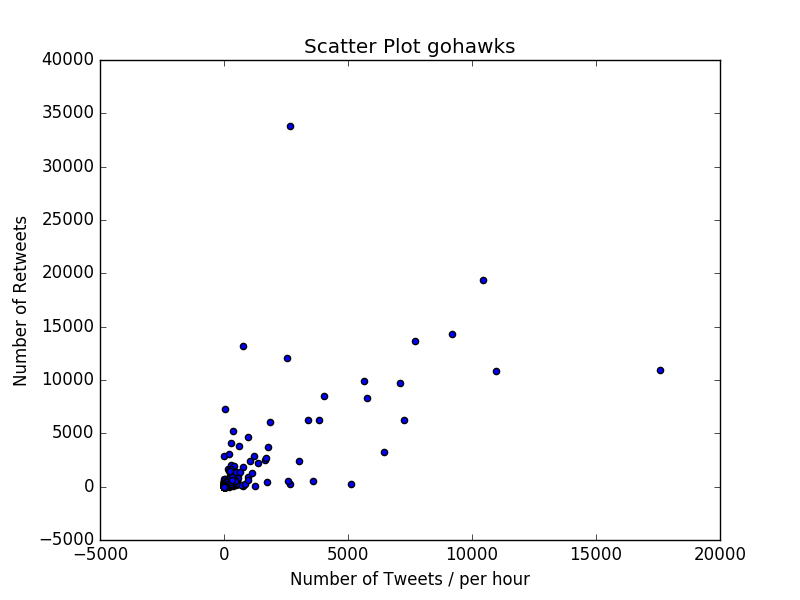 Scatter Plot gohawks
40000
35000
30000
25000
20000
15000
10000
5000
0
−5000
−5000 0 5000 10000 15000 20000
Number of Retweets
Number of Tweets / per hour